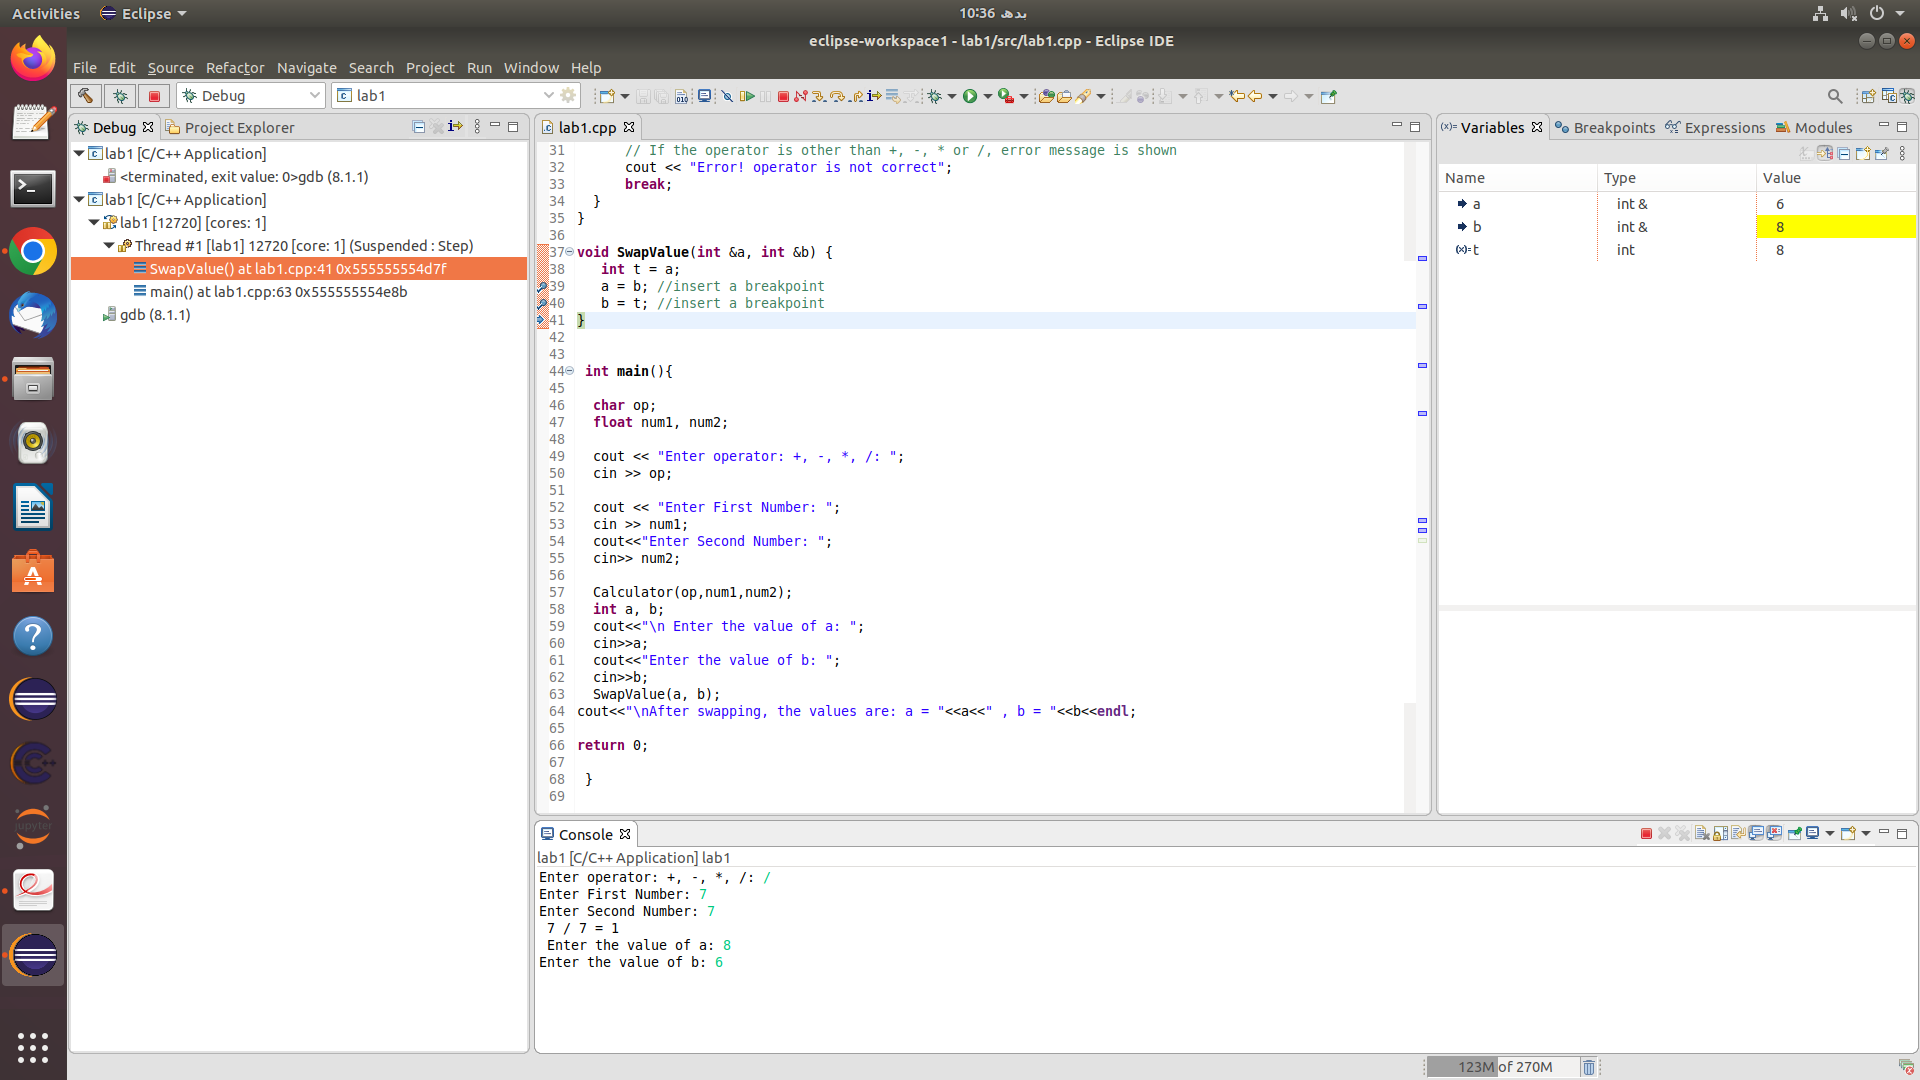 Activities
Eclipse
10:36 بدھ
eclipse-workspace1 - lab1/src/lab1.cpp - Eclipse IDE
File Edit Source Refactor Navigate Search Project Run Window Help
Debug
lab1
Debug
Project Explorer
lab1 [C/C++ Application]
<terminated, exit value: 0>gdb (8.1.1)
lab1 [C/C++ Application]
lab1 [12720] [cores: 1]
Thread #1 [lab1] 12720 [core: 1] (Suspended : Step)
SwapValue() at lab1.cpp:41 0x555555554d7f
main() at lab1.cpp:63 0x555555554e8b
gdb (8.1.1)
lab1.cpp
31 // If the operator is other than +, -, * or /, error message is shown
32 cout << "Error! operator is not correct";
33 break;
34 }
35 }
36
37 void SwapValue(int &a, int &b) {
38 int t = a;
39 a = b; //insert a breakpoint
40 b = t; //insert a breakpoint
41 }
42
43
44 int main(){
45
46 char op;
47 float num1, num2;
48
49 cout << "Enter operator: +, -, *, /: ";
50 cin >> op;
51
52 cout << "Enter First Number: ";
53 cin >> num1;
54 cout<<"Enter Second Number: ";
55 cin>> num2;
56
57 Calculator(op,num1,num2);
58 int a, b;
59 cout<<"\n Enter the value of a: ";
60 cin>>a;
61 cout<<"Enter the value of b: ";
62 cin>>b;
63 SwapValue(a, b);
64 cout<<"\nAfter swapping, the values are: a = "<<a<<" , b = "<<b<<endl;
65
66 return 0;
67
68 }
69
(x)= Variables
Breakpoints
Expressions
Modules
Name Type Value
a int & 6
b int & 8
(x)= t int 8
Console
lab1 [C/C++ Application] lab1
Enter operator: +, -, *, /: /
Enter First Number: 7
Enter Second Number: 7
7 / 7 = 1
Enter the value of a: 8
Enter the value of b: 6
jupyter
123M of 270M